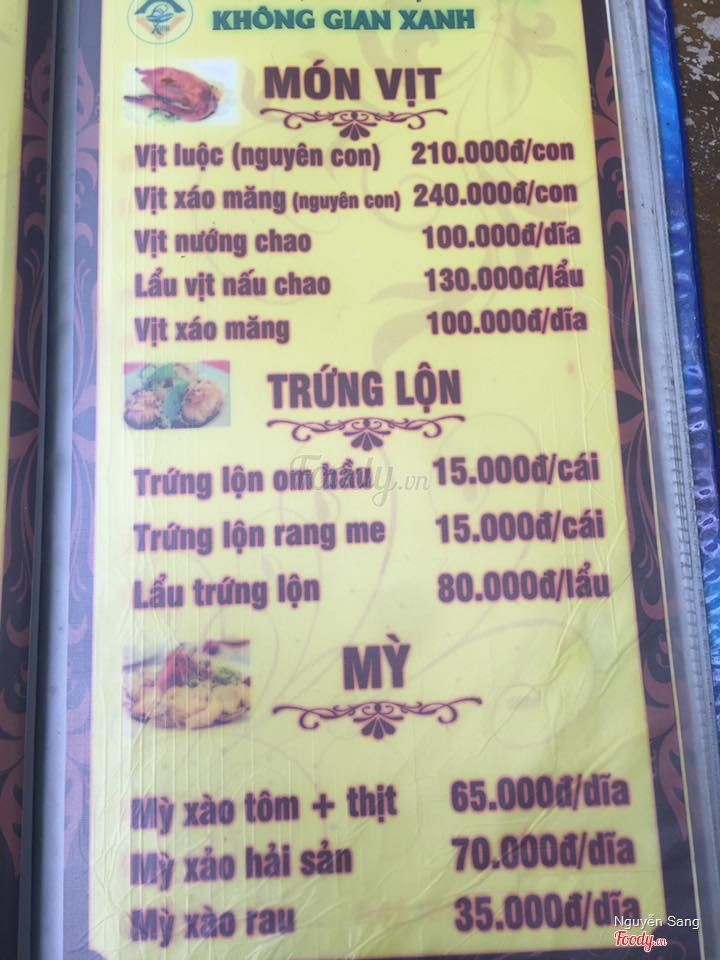 KHÔNG GIAN XANH
MÓN VỊT
Vịt luộc (nguyên con) 210.000đ/con
Vịt xáo măng (nguyên con) 240.000đ/con
Vịt nướng chao 100.000đ/dĩa
Lẩu vịt nấu chao 130.000đ/lẩu
Vịt xáo măng 100.000đ/dĩa
TRỨNG LỘN
Trứng lộn om bầu 15.000đ/cái
Foody.vn
Trứng lộn rang me 15.000đ/cái
Lẩu trứng lộn 80.000đ/lẩu
MỲ
Mỳ xào tôm + thịt 65.000đ/dĩa
Mỳ xảo hải sản 70.000đ/dĩa
Mỳ xào rau 35.000đ/dĩa
Nguyễn Sang
Foody.vn